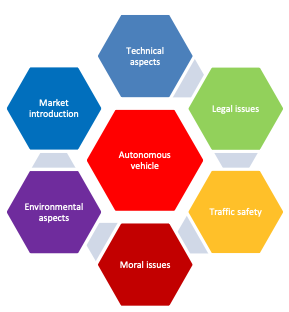 Technical
aspects
Market
introduction
Legal issues
Autonomous
vehicle
Environmental
aspects
Traffic safety
Moral issues